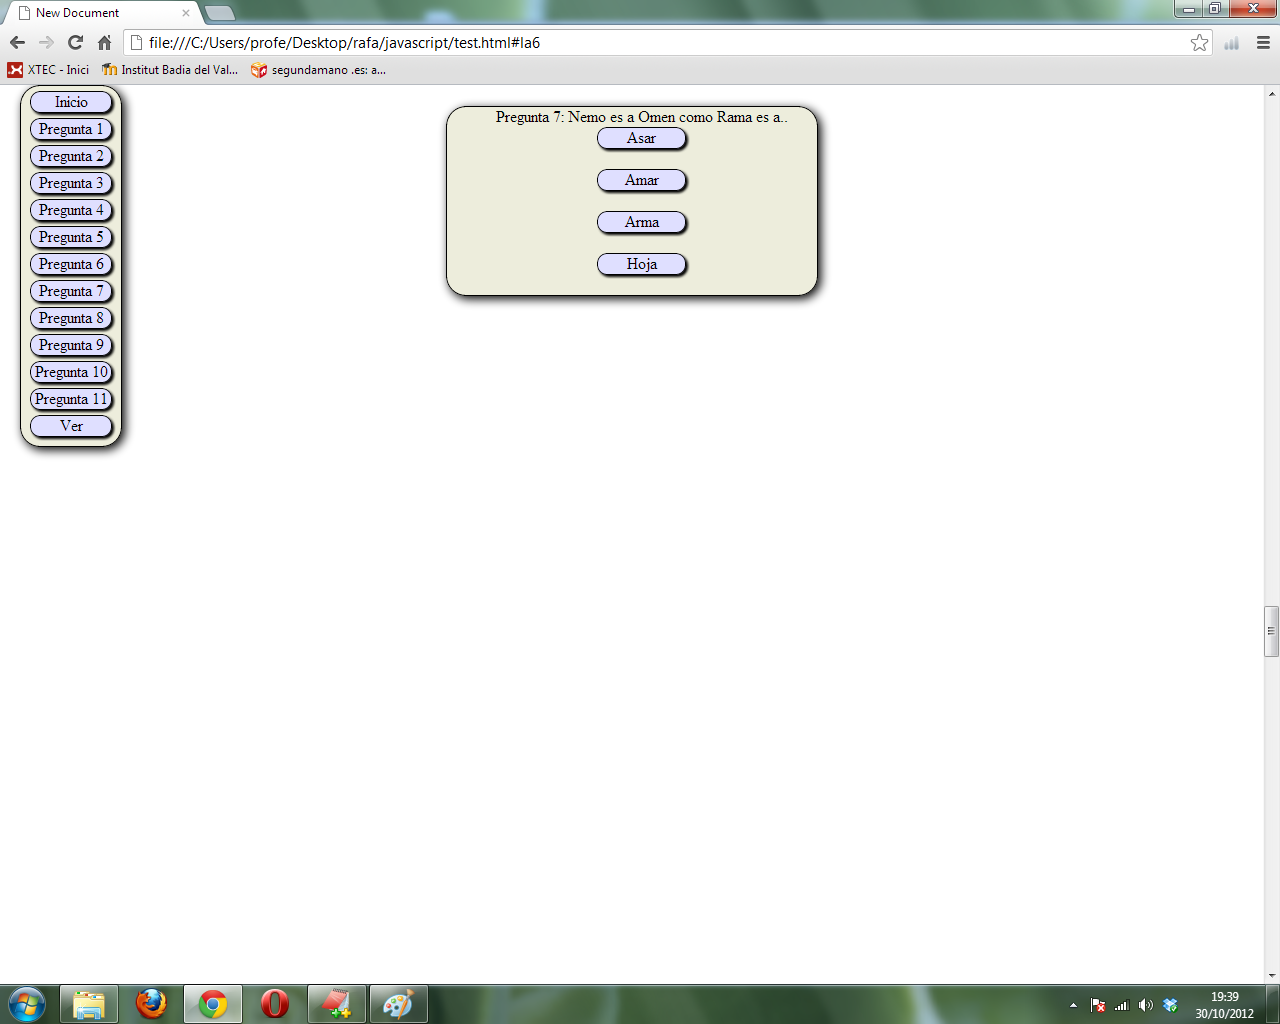 New Document
file:///C:/Users/profe/Desktop/rafa/javascript/test.html#la6
XTEC - Inici
Institut Badia del Val...
segundamano .es: a...
Inicio
Pregunta 1
Pregunta 2
Pregunta 3
Pregunta 4
Pregunta 5
Pregunta 6
Pregunta 7
Pregunta 8
Pregunta 9
Pregunta 10
Pregunta 11
Ver
Pregunta 7: Nemo es a Omen como Rama es a..
Asar
Amar
Arma
Hoja
19:39
30/10/2012